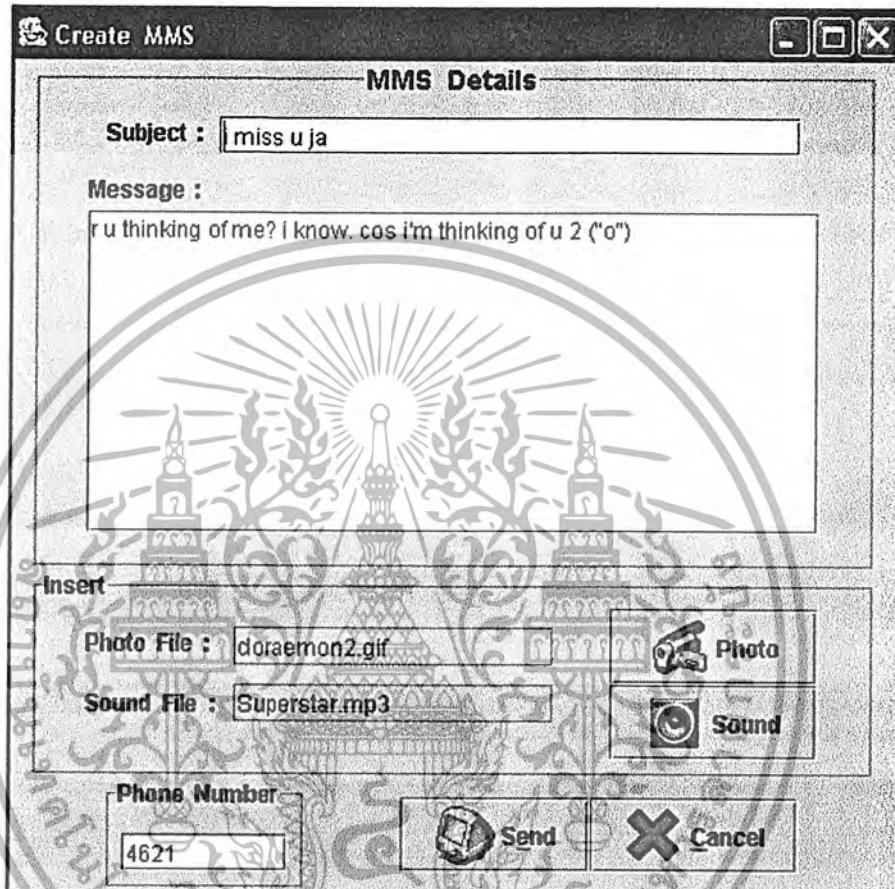 Create MMS
MMS Details
Subject : i miss u ja
Message :
r u thinking of me? i know. cos i'm thinking of u 2 ("o")
Insert
Photo File : doraemon2.gif Photo
Sound File : Superstar.mp3 Sound
Phone Number
4621 Send Cancel